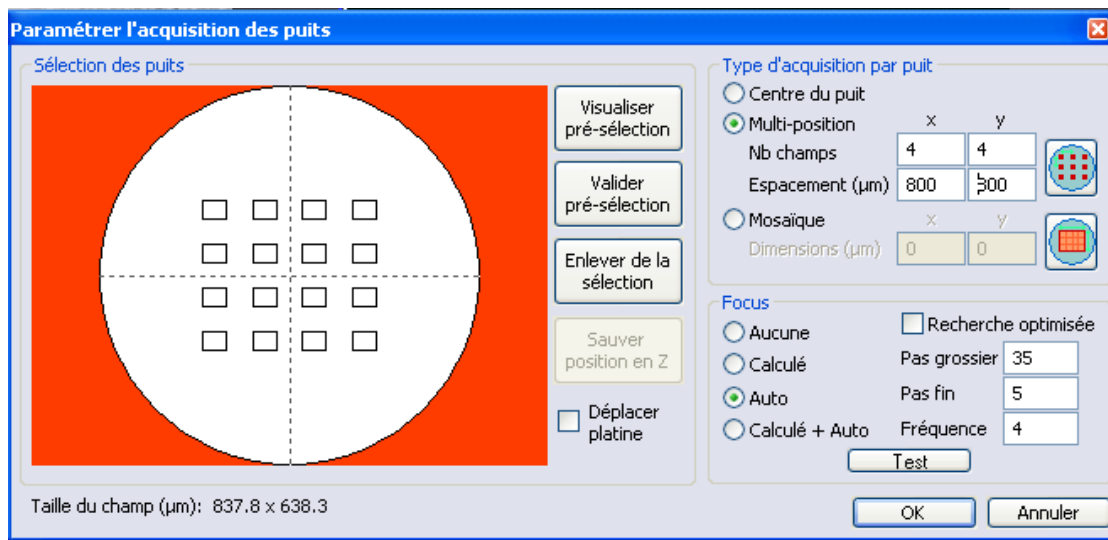 Paramétrer l'acquisition des puits
Sélection des puits
Visualiser
pré-sélection
Valider
pré-sélection
Enlever de la
sélection
Sauver
position en Z
Déplacer
platine
Taille du champ (µm): 837.8 x 638.3
Type d'acquisition par puit
Centre du puit
Multi-position x y
Nb champs 4 4
Espacement (µm) 800
Mosaïque x y
Dimensions (µm) 0 0
Focus
Aucune
Calculé
Auto
Calculé + Auto
Recherche optimisée
Pas grossier 35
Pas fin 5
Fréquence 4
Test
OK Annuler